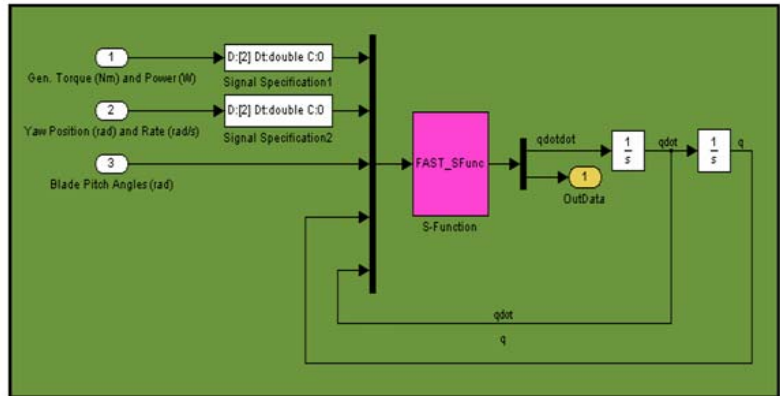 1
D:[2] Dt:double C:0
Gen. Torque (Nm) and Power (W)
Signal Specification1
2
D:[2] Dt:double C:0
Yaw Position (rad) and Rate (rad/s)
Signal Specification2
3
Blade Pitch Angles (rad)
FAST_SFunc
S-Function
qdotdot
1
s
qdot
1
s
q
1
OutData
qdot
q